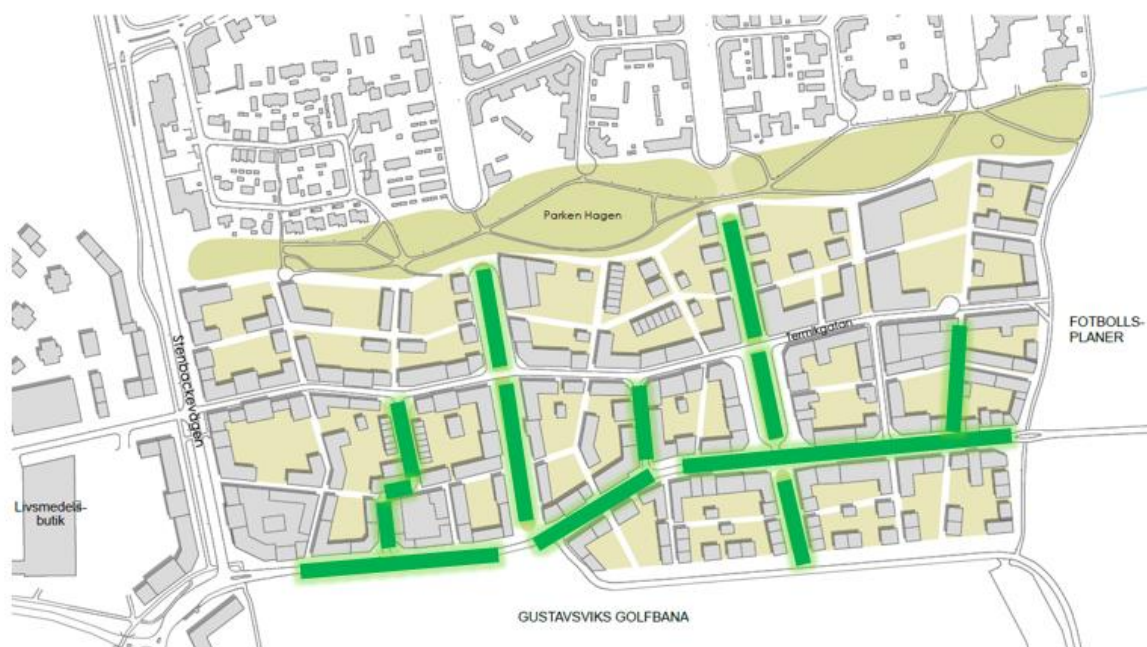 Parken Hagen
Termikgatan
FOTBOLLS-
PLANER
Stenbackevägen
Livsmedels-
butik
GUSTAVSVIKS GOLFBANA